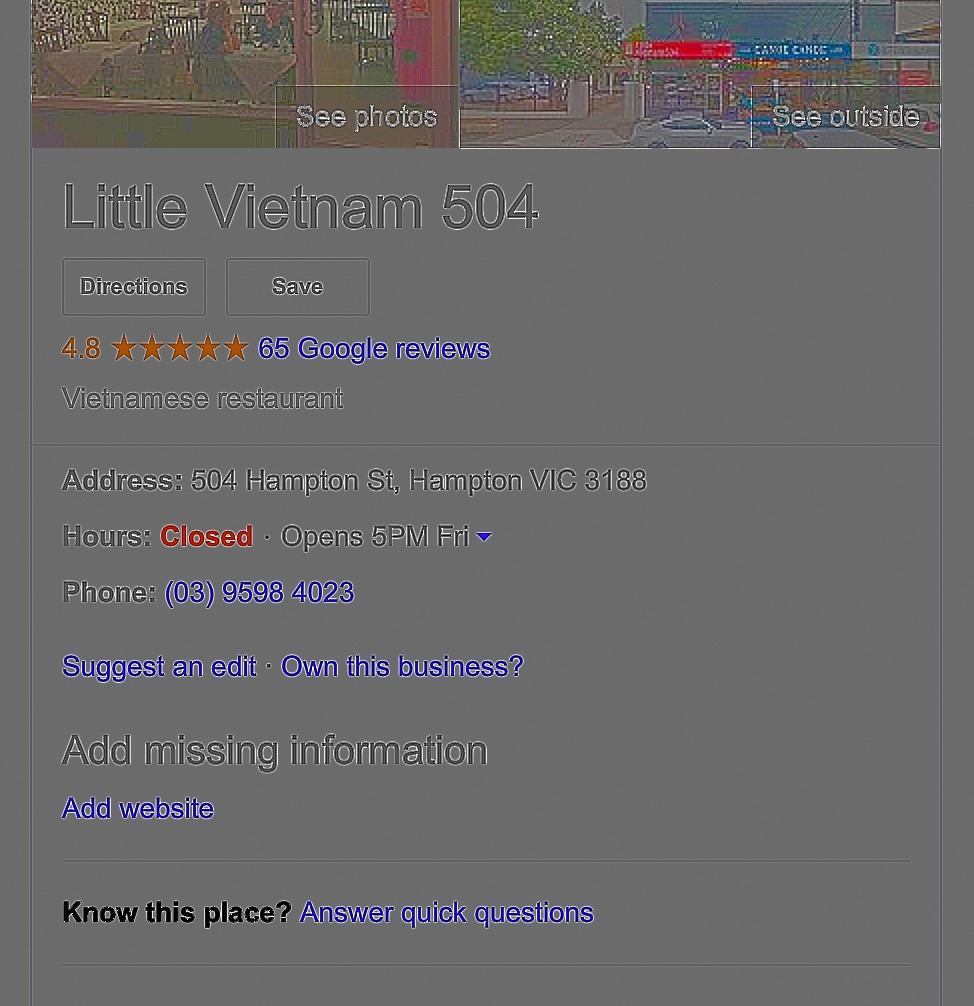 See photos
See outside
Little Vietnam 504
Directions
Save
4.8 ★★★★★ 65 Google reviews
Vietnamese restaurant
Address: 504 Hampton St, Hampton VIC 3188
Hours: Closed · Opens 5PM Fri
Phone: (03) 9598 4023
Suggest an edit · Own this business?
Add missing information
Add website
Know this place? Answer quick questions